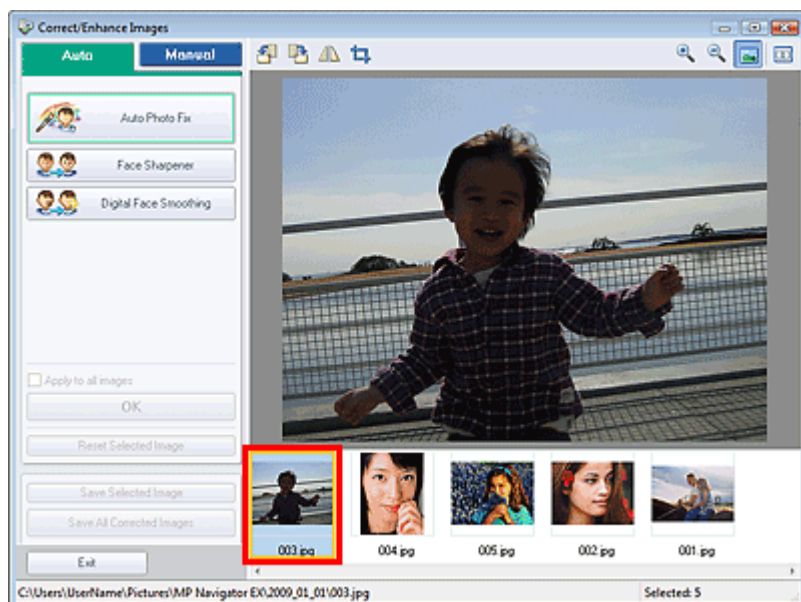 Correct/Enhance Images
Auto
Manual
Auto Photo Fix
Face Sharpener
Digital Face Smoothing
Apply to all images
OK
Reset Selected Image
Save Selected Image
Save All Corrected Images
Exit
003.jpg
004.jpg
005.jpg
002.jpg
001.jpg
C:\Users\UserName\Pictures\MP Navigator EX\2009_01_01\003.jpg
Selected: 5